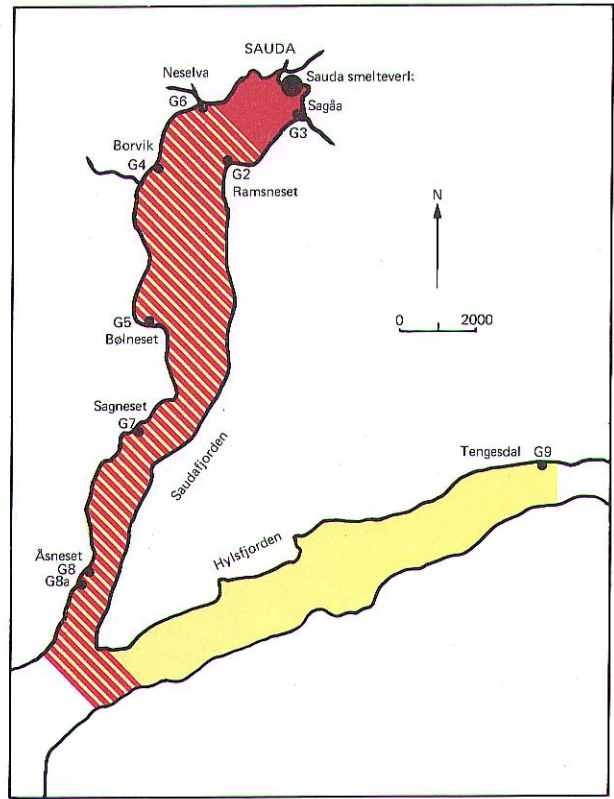 SAUDA
Neselva
Sauda smelteverk
G6
Sagåa
G3
Borvik
G4
G2
Ramsneset
N
G5
Bølneset
0 2000
Sagneset
G7
Saudafjorden
Tengesdal G9
Hylsfjorden
Åsneset
G8
G8a